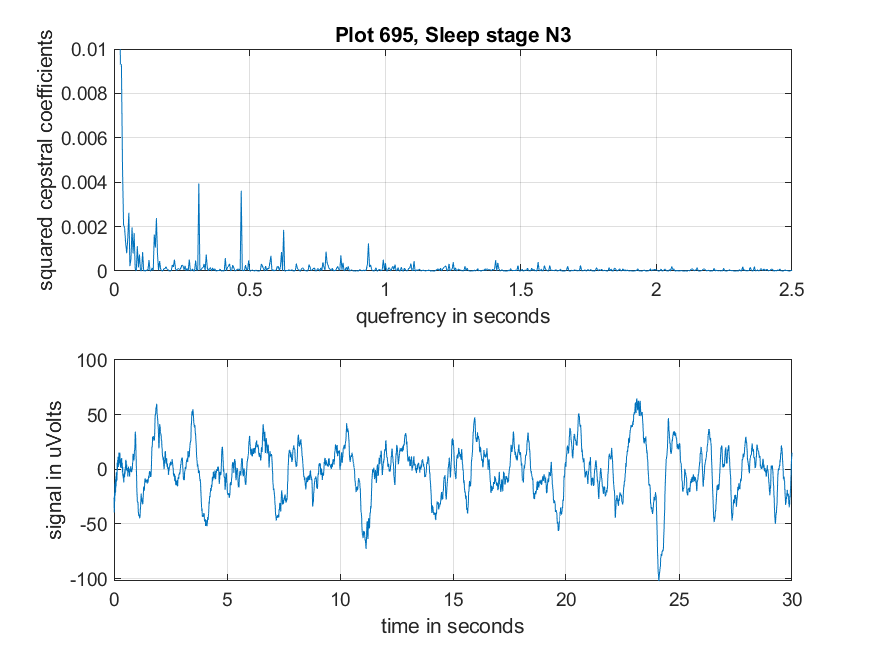 Plot 695, Sleep stage N3
squared cepstral coefficients
0.01
0.008
0.006
0.004
0.002
0
0 0.5 1 1.5 2 2.5
quefrency in seconds
signal in uVolts
100
50
0
-50
-100
0 5 10 15 20 25 30
time in seconds